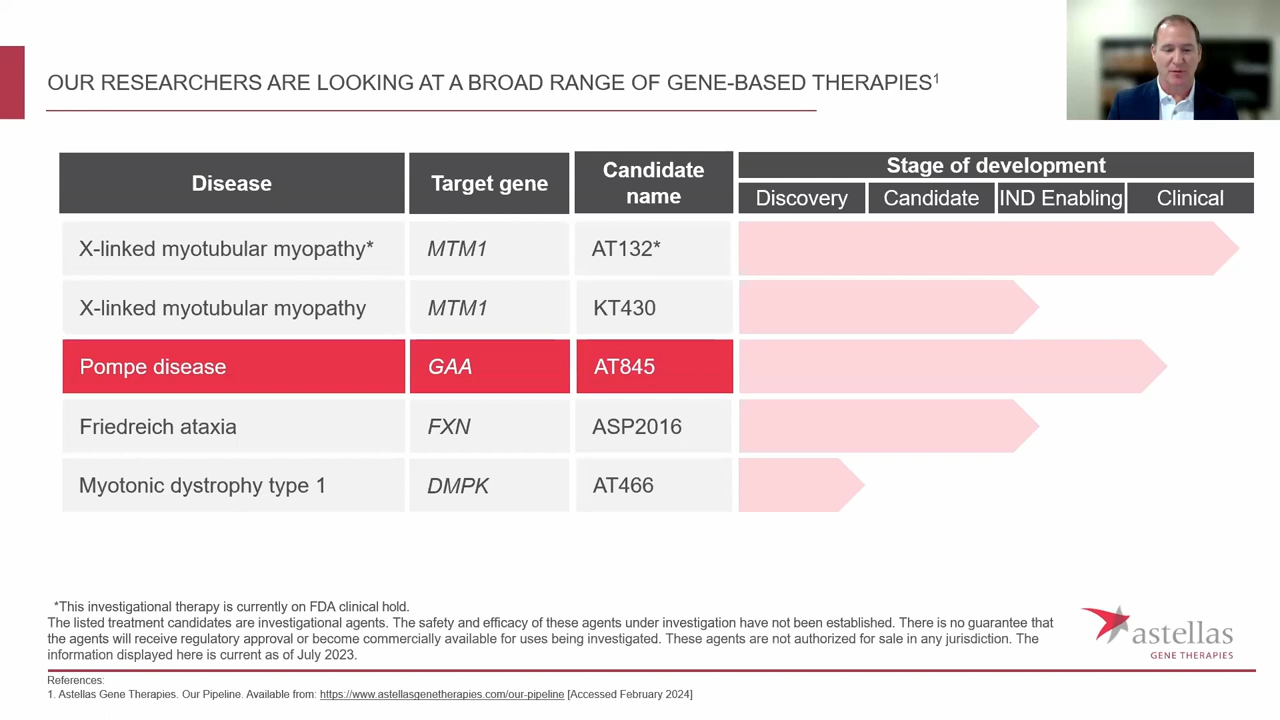 OUR RESEARCHERS ARE LOOKING AT A BROAD RANGE OF GENE-BASED THERAPIES¹
Disease Target gene Candidate name Stage of development
Discovery Candidate IND Enabling Clinical
X-linked myotubular myopathy* MTM1 AT132*
X-linked myotubular myopathy MTM1 KT430
Pompe disease GAA AT845
Friedreich ataxia FXN ASP2016
Myotonic dystrophy type 1 DMPK AT466
*This investigational therapy is currently on FDA clinical hold.
The listed treatment candidates are investigational agents. The safety and efficacy of these agents under investigation have not been established. There is no guarantee that
the agents will receive regulatory approval or become commercially available for uses being investigated. These agents are not authorized for sale in any jurisdiction. The
information displayed here is current as of July 2023.
astellas
GENE THERAPIES
References:
1. Astellas Gene Therapies. Our Pipeline. Available from: https://www.astellasgenetherapies.com/our-pipeline [Accessed February 2024]